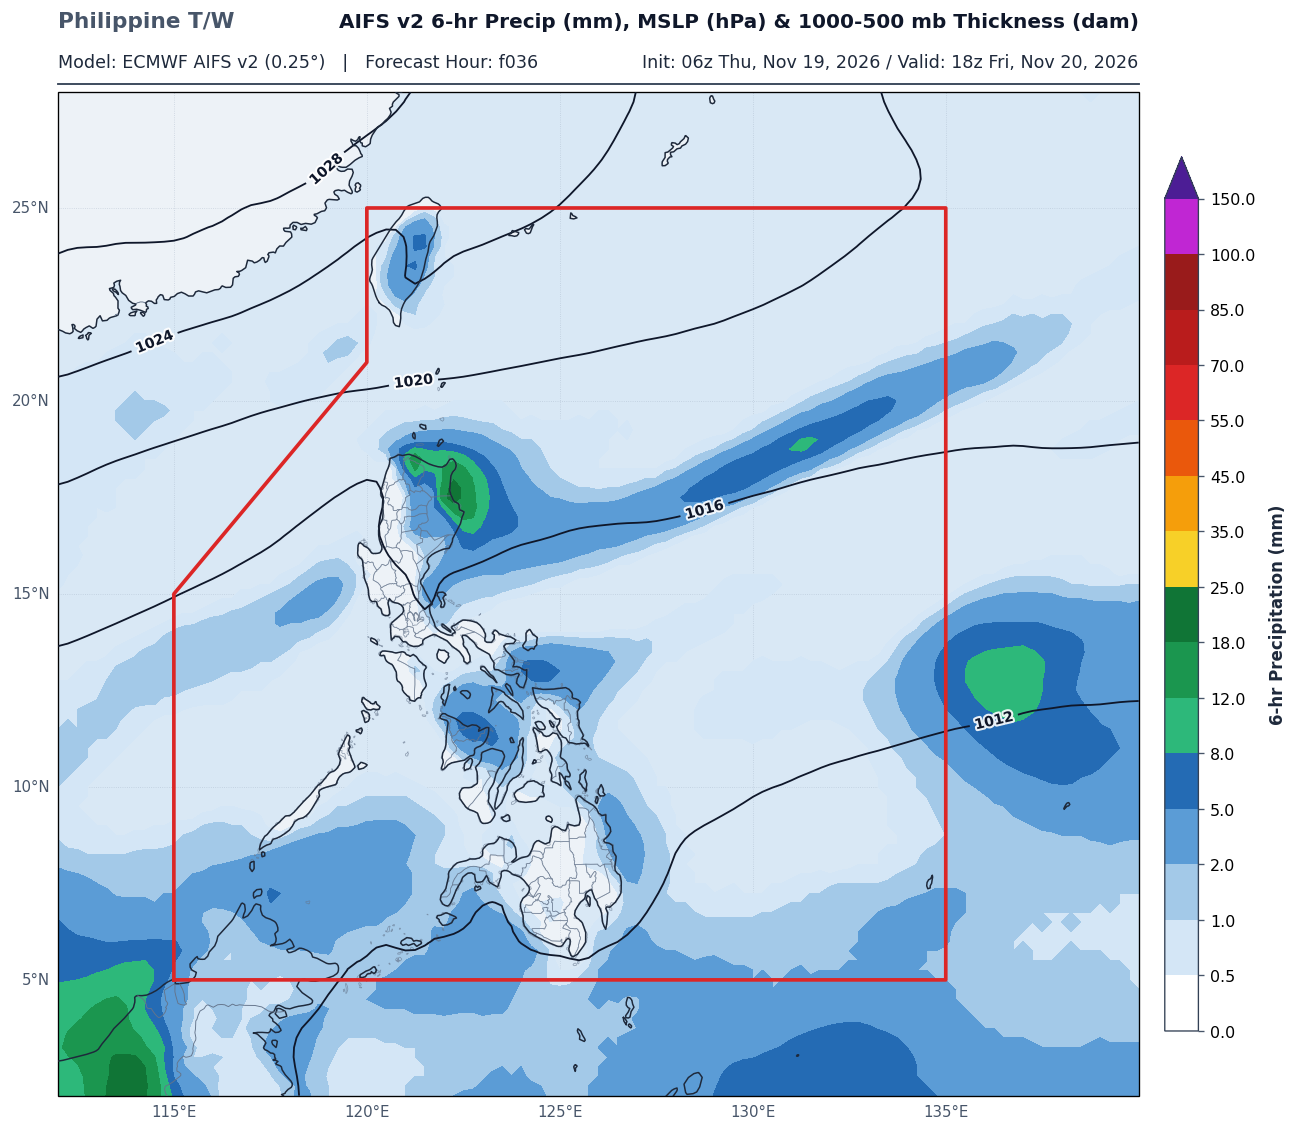 Philippine T/W
AIFS v2 6-hr Precip (mm), MSLP (hPa) & 1000-500 mb Thickness (dam)
Model: ECMWF AIFS v2 (0.25°) | Forecast Hour: f036
Init: 06z Thu, Nov 19, 2026 / Valid: 18z Fri, Nov 20, 2026
1028
1024
1020
1016
1012
25°N
20°N
15°N
10°N
5°N
115°E
120°E
125°E
130°E
135°E
150.0
100.0
85.0
70.0
55.0
45.0
35.0
25.0
18.0
12.0
8.0
5.0
2.0
1.0
0.5
0.0
6-hr Precipitation (mm)